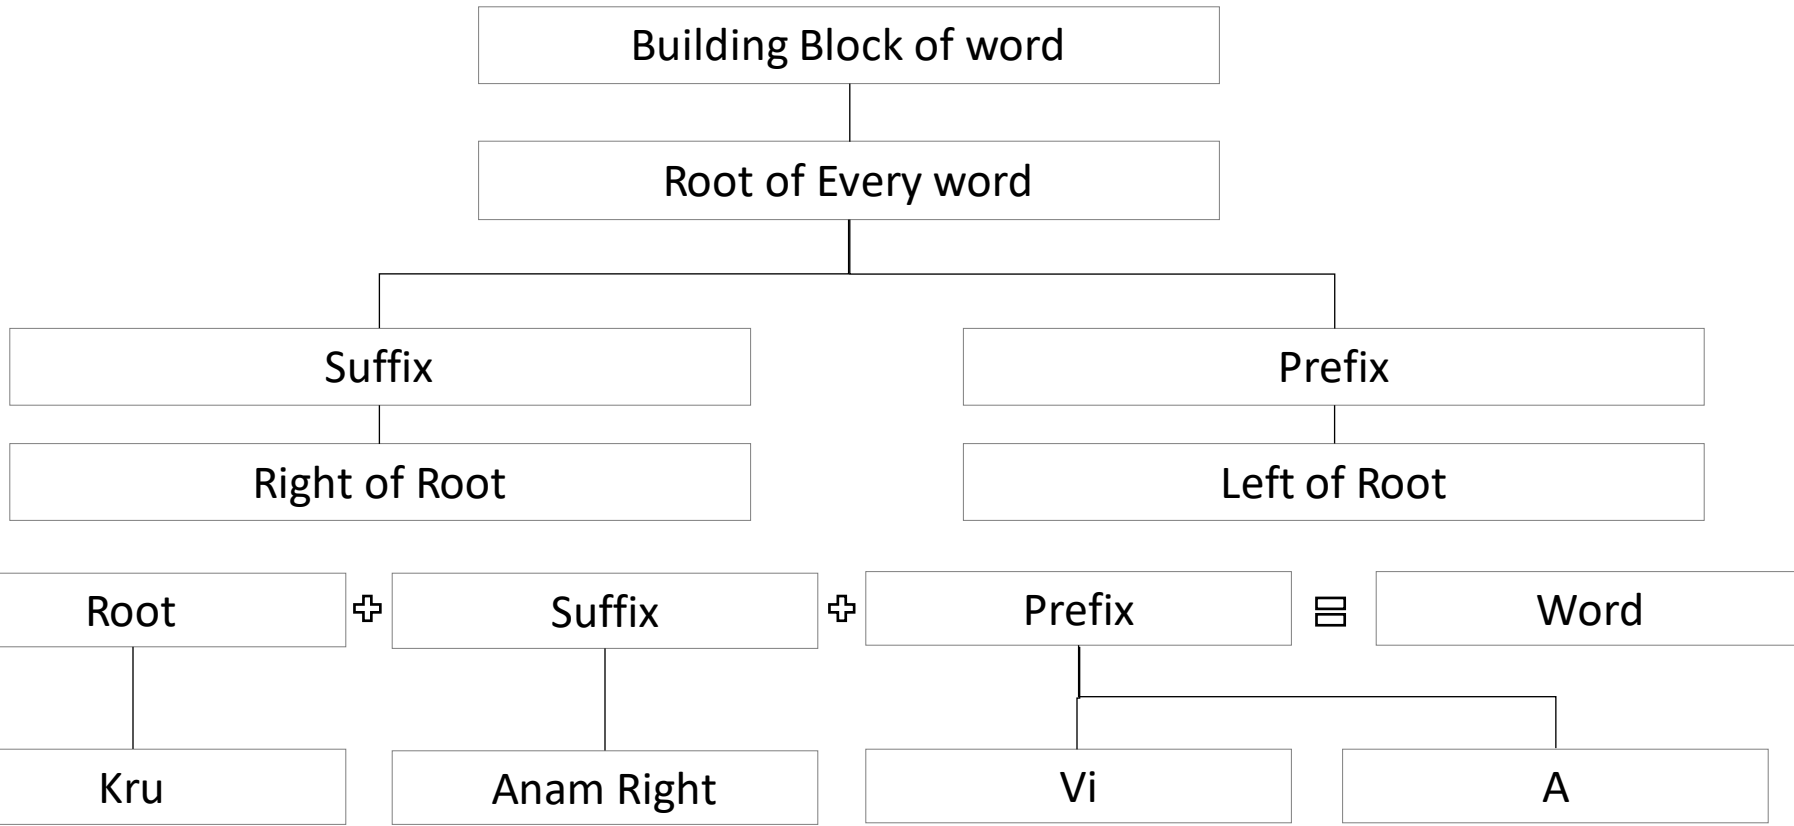 Building Block of word
Root of Every word
Suffix
Prefix
Right of Root
Left of Root
Root
Suffix
Prefix
Word
Kru
Anam Right
Vi
A